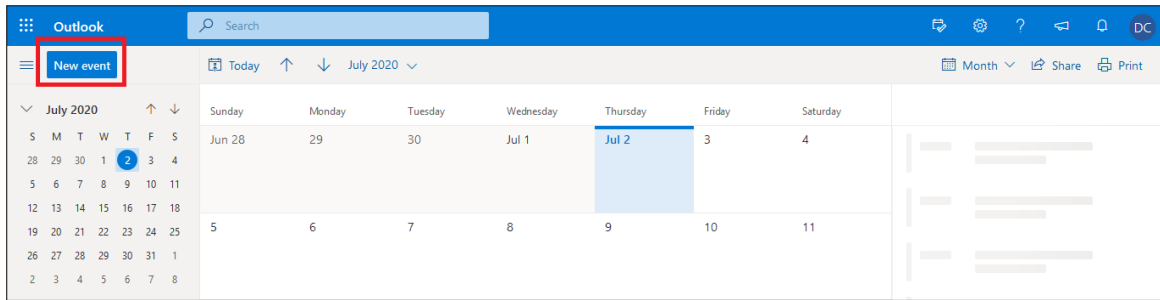 Outlook Search ? DC
New event Today July 2020 Month Share Print
July 2020
S M T W T F S
28 29 30 1 2 3 4
5 6 7 8 9 10 11
12 13 14 15 16 17 18
19 20 21 22 23 24 25
26 27 28 29 30 31 1
2 3 4 5 6 7 8
Sunday Monday Tuesday Wednesday Thursday Friday Saturday
Jun 28 29 30 Jul 1 Jul 2 3 4
5 6 7 8 9 10 11